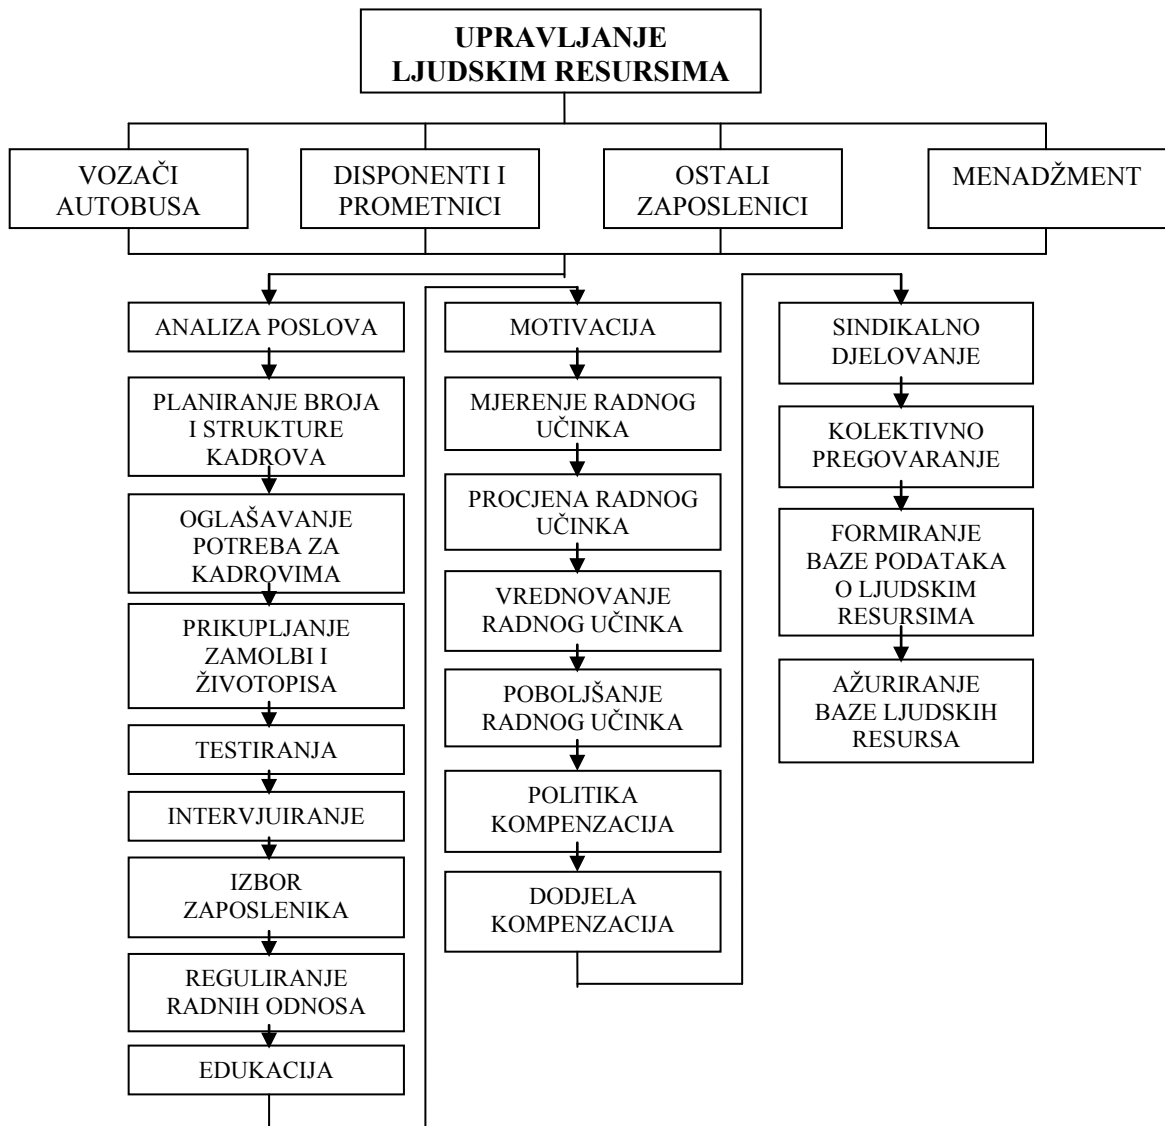 UPRAVLJANJE
LJUDSKIM RESURSIMA
VOZAČI
AUTOBUSA
DISPONENTI I
PROMETNICI
OSTALI
ZAPOSLENICI
MENADŽMENT
ANALIZA POSLOVA
PLANIRANJE BROJA
I STRUKTURE
KADROVA
OGLAŠAVANJE
POTREBA ZA
KADROVIMA
PRIKUPLJANJE
ZAMOLBI I
ŽIVOTOPISA
TESTIRANJA
INTERVJUIRANJE
IZBOR
ZAPOSLENIKA
REGULIRANJE
RADNIH ODNOSA
EDUKACIJA
MOTIVACIJA
MJERENJE RADNOG
UČINKA
PROCJENA RADNOG
UČINKA
VREDNOVANJE
RADNOG UČINKA
POBOLJŠANJE
RADNOG UČINKA
POLITIKA
KOMPENZACIJA
DODJELA
KOMPENZACIJA
SINDIKALNO
DJELOVANJE
KOLEKTIVNO
PREGOVARANJE
FORMIRANJE
BAZE PODATAKA
O LJUDSKIM
RESURSIMA
AŽURIRANJE
BAZE LJUDSKIH
RESURSA